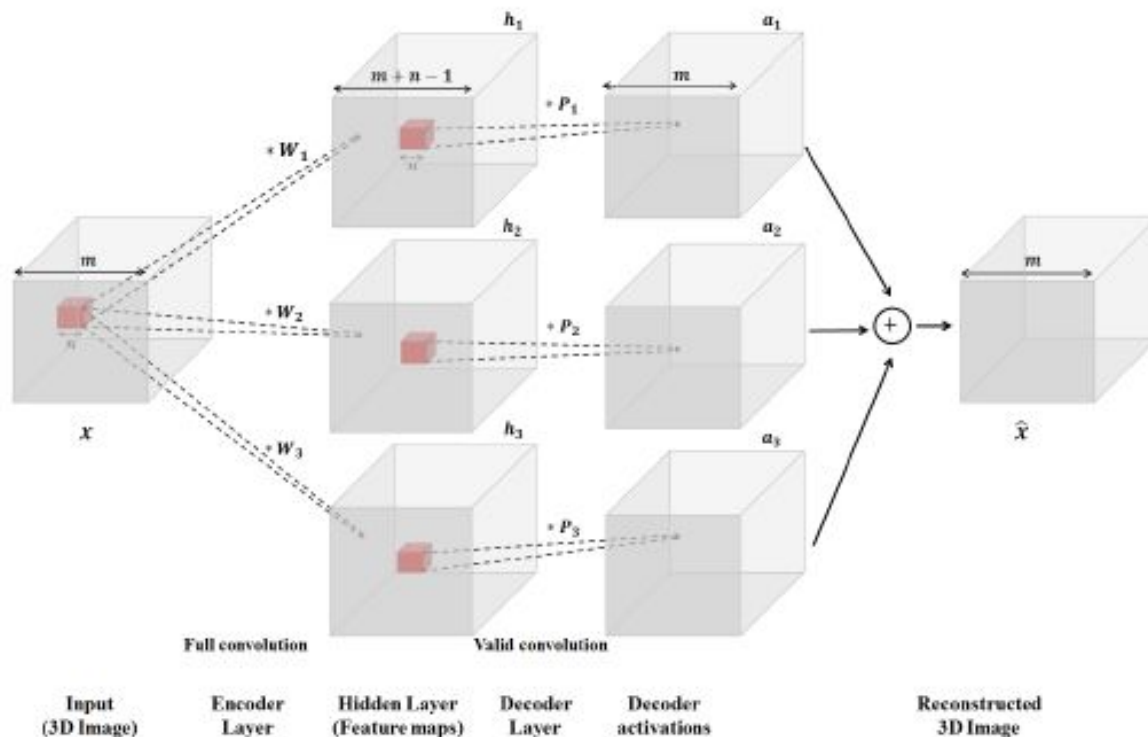 h₁
a₁
m + n − 1
m
* P₁
* W₁
n
h₂
a₂
m
m
* W₂
* P₂
n
+
x
x̂
h₃
a₃
* W₃
* P₃
Full convolution
Valid convolution
Input
(3D Image)
Encoder
Layer
Hidden Layer
(Feature maps)
Decoder
Layer
Decoder
activations
Reconstructed
3D Image